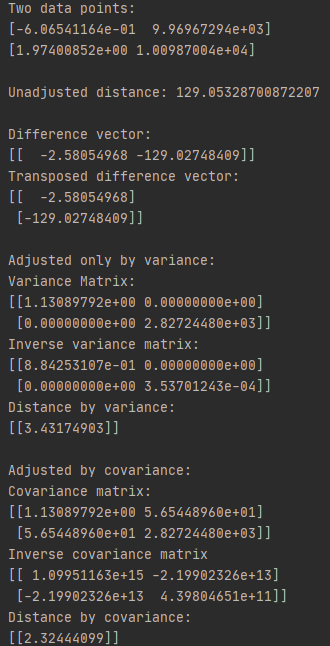 Two data points:
[-6.06541164e-01  9.96967294e+03]
[1.97400852e+00 1.00987004e+04]
Unadjusted distance: 129.05328700872207
Difference vector:
[[  -2.58054968 -129.02748409]]
Transposed difference vector:
[[  -2.58054968]
 [-129.02748409]]
Adjusted only by variance:
Variance Matrix:
[[1.13089792e+00 0.00000000e+00]
 [0.00000000e+00 2.82724480e+03]]
Inverse variance matrix:
[[8.84253107e-01 0.00000000e+00]
 [0.00000000e+00 3.53701243e-04]]
Distance by variance:
[[3.43174903]]
Adjusted by covariance:
Covariance matrix:
[[1.13089792e+00 5.65448960e+01]
 [5.65448960e+01 2.82724480e+03]]
Inverse covariance matrix
[[ 1.09951163e+15 -2.19902326e+13]
 [-2.19902326e+13  4.39804651e+11]]
Distance by covariance:
[[2.32444099]]